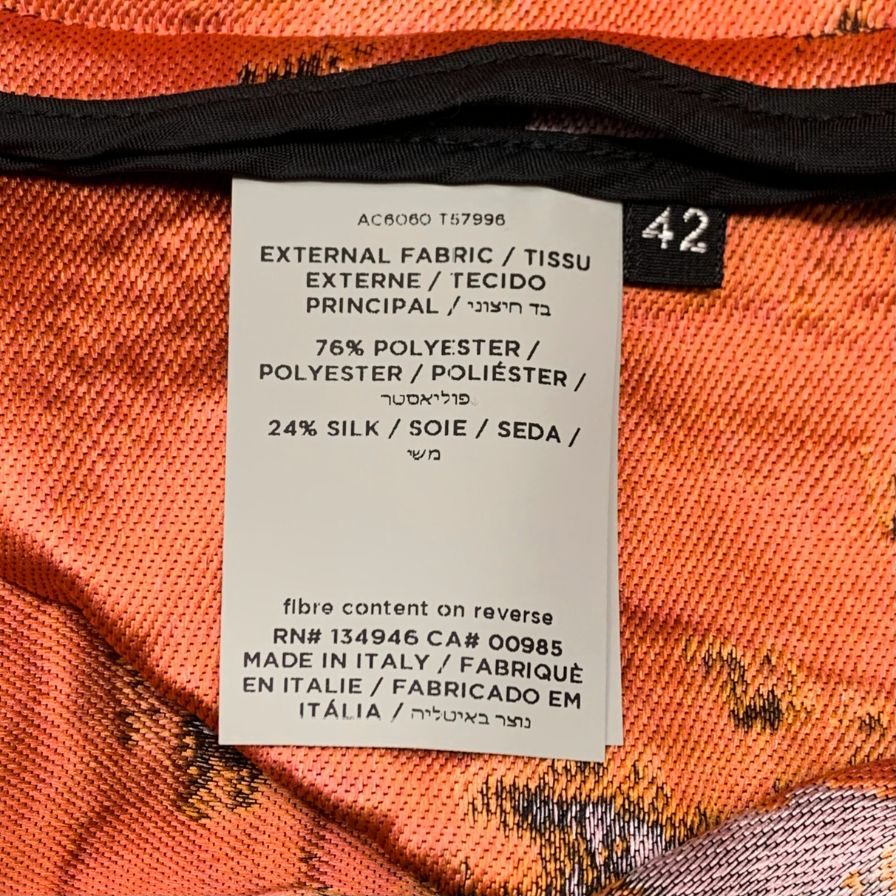 AC6060 T57996
42
EXTERNAL FABRIC / TISSU
EXTERNE / TECIDO
PRINCIPAL / בד חיצוני
76% POLYESTER /
POLYESTER / POLIÉSTER /
פוליאסטר
24% SILK / SOIE / SEDA /
משי
fibre content on reverse
RN# 134946 CA# 00985
MADE IN ITALY / FABRIQUÈ
EN ITALIE / FABRICADO EM
ITÁLIA / נוצר באיטליה